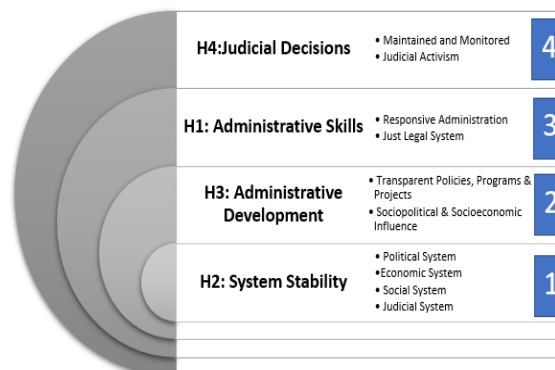 H4:Judicial Decisions
• Maintained and Monitored
• Judicial Activism
4
H1: Administrative Skills
• Responsive Administration
• Just Legal System
3
H3: Administrative
Development
• Transparent Policies, Programs &
Projects
• Sociopolitical & Socioeconomic
Influence
2
H2: System Stability
• Political System
•Economic System
• Social System
• Judicial System
1